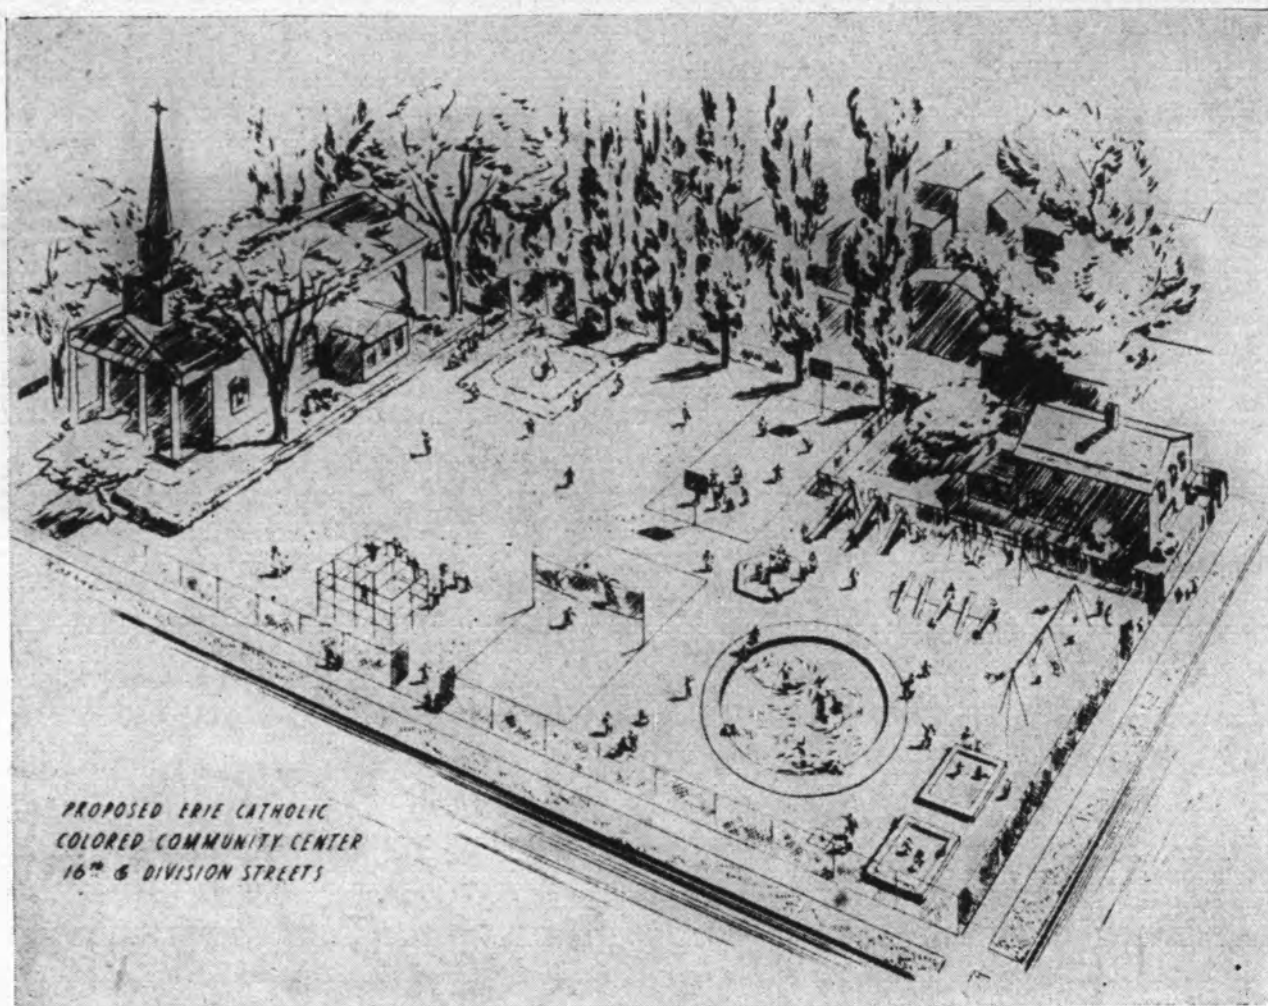 PROPOSED ERIE CATHOLIC
COLORED COMMUNITY CENTER
16TH & DIVISION STREETS